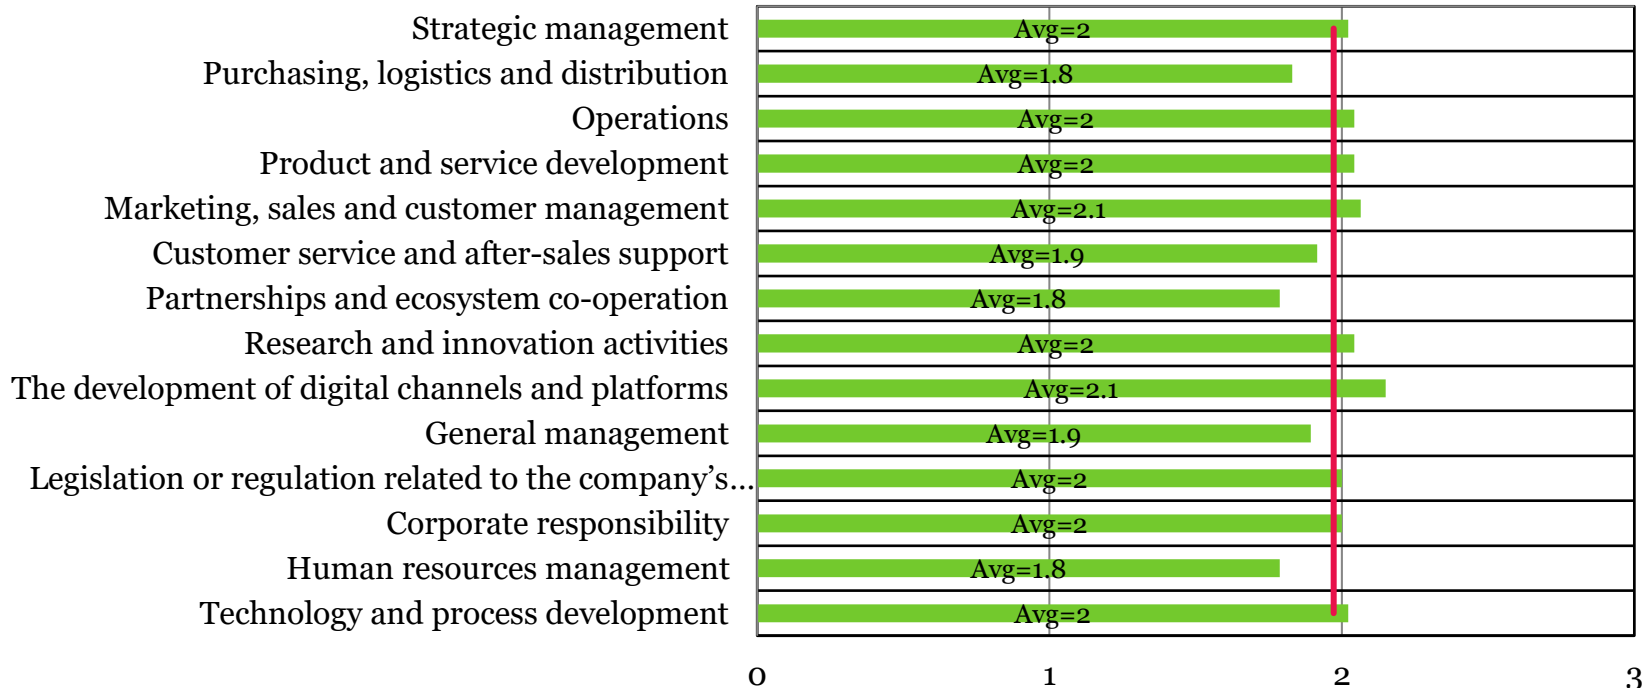 Strategic management Avg=2
Purchasing, logistics and distribution Avg=1.8
Operations Avg=2
Product and service development Avg=2
Marketing, sales and customer management Avg=2.1
Customer service and after-sales support Avg=1.9
Partnerships and ecosystem co-operation Avg=1.8
Research and innovation activities Avg=2
The development of digital channels and platforms Avg=2.1
General management Avg=1.9
Legislation or regulation related to the company’s... Avg=2
Corporate responsibility Avg=2
Human resources management Avg=1.8
Technology and process development Avg=2
0 1 2 3